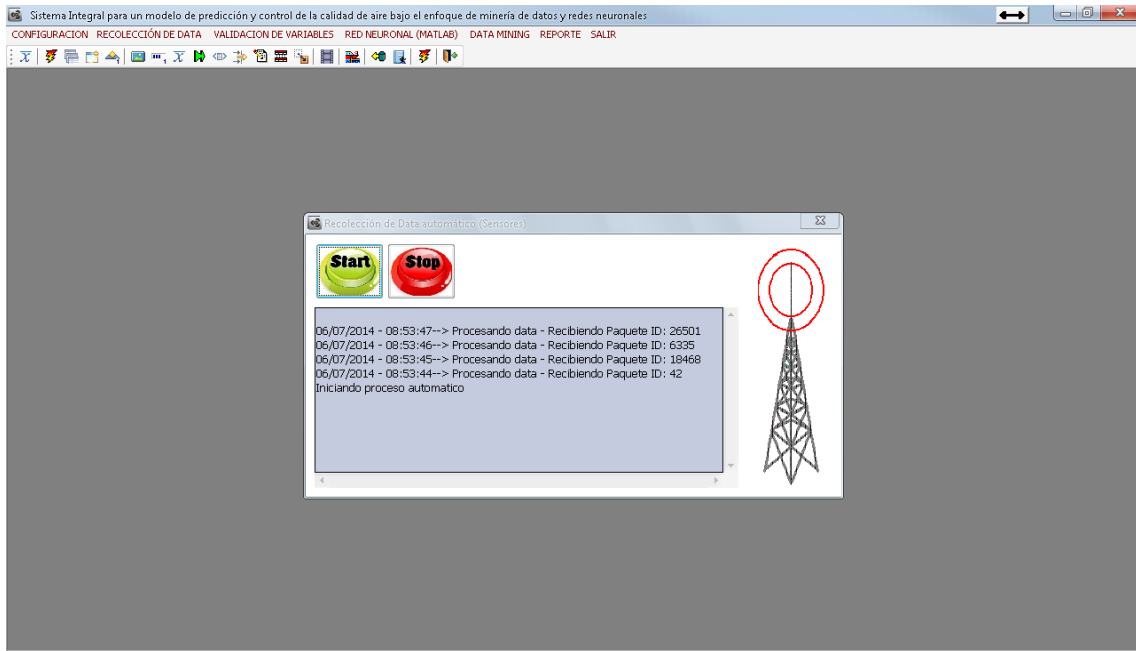 Sistema Integral para un modelo de predicción y control de la calidad de aire bajo el enfoque de minería de datos y redes neuronales
CONFIGURACION RECOLECCIÓN DE DATA VALIDACION DE VARIABLES RED NEURONAL (MATLAB) DATA MINING REPORTE SALIR
Recolección de Data automático (Sensores)
Start Stop
06/07/2014 - 08:53:47--> Procesando data - Recibiendo Paquete ID: 26501
06/07/2014 - 08:53:46--> Procesando data - Recibiendo Paquete ID: 6335
06/07/2014 - 08:53:45--> Procesando data - Recibiendo Paquete ID: 18468
06/07/2014 - 08:53:44--> Procesando data - Recibiendo Paquete ID: 42
Iniciando proceso automatico